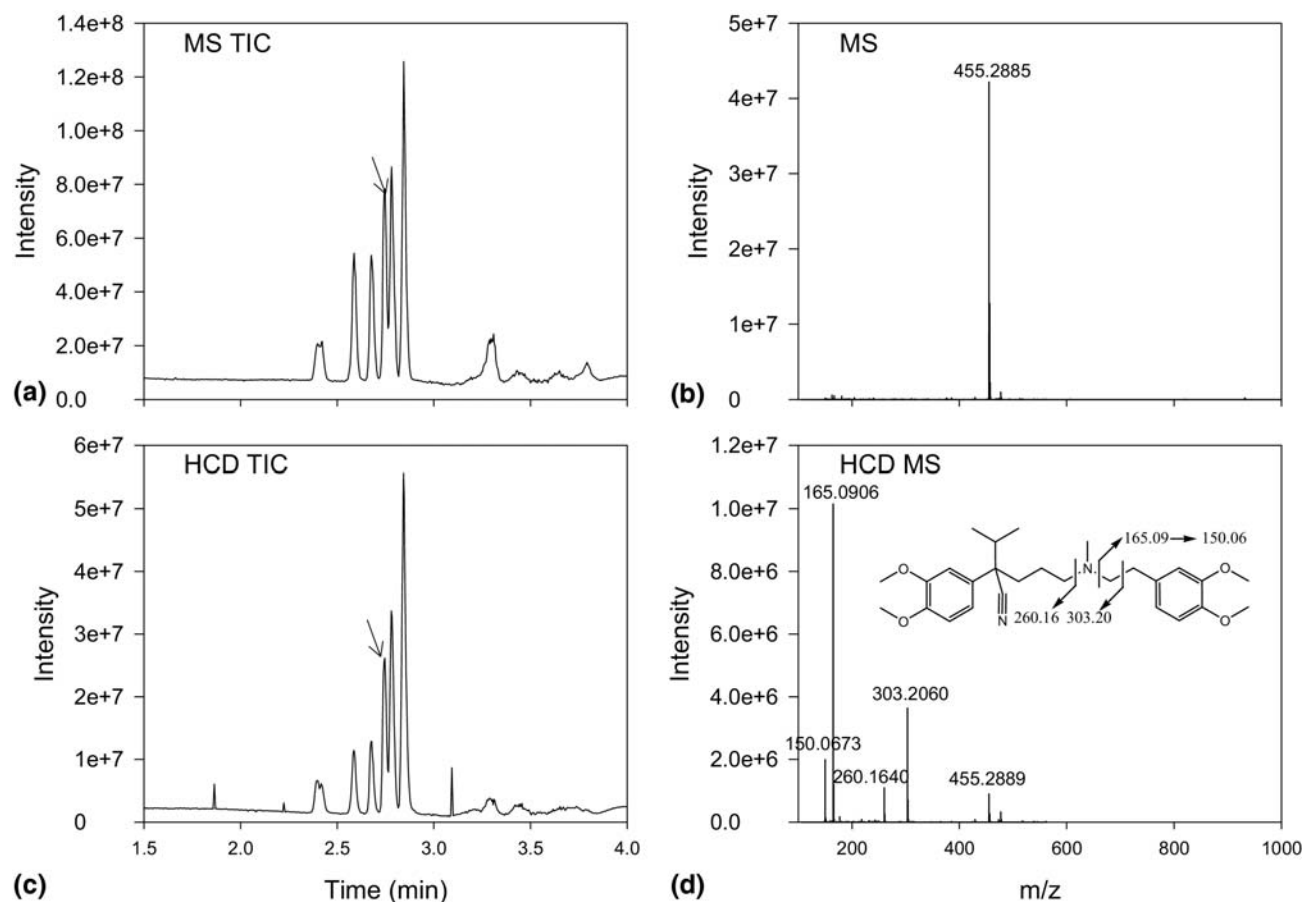 MS TIC
Intensity
1.4e+8
1.2e+8
1.0e+8
8.0e+7
6.0e+7
4.0e+7
2.0e+7
0.0
(a)
MS
Intensity
5e+7
4e+7
3e+7
2e+7
1e+7
0
455.2885
(b)
HCD TIC
Intensity
6e+7
5e+7
4e+7
3e+7
2e+7
1e+7
0
1.5 2.0 2.5 3.0 3.5 4.0
Time (min)
(c)
HCD MS
Intensity
1.2e+7
1.0e+7
8.0e+6
6.0e+6
4.0e+6
2.0e+6
0.0
165.0906
165.09 150.06
N
O O
O O
N
260.16 303.20
303.2060
150.0673
260.1640
455.2889
200 400 600 800 1000
m/z
(d)